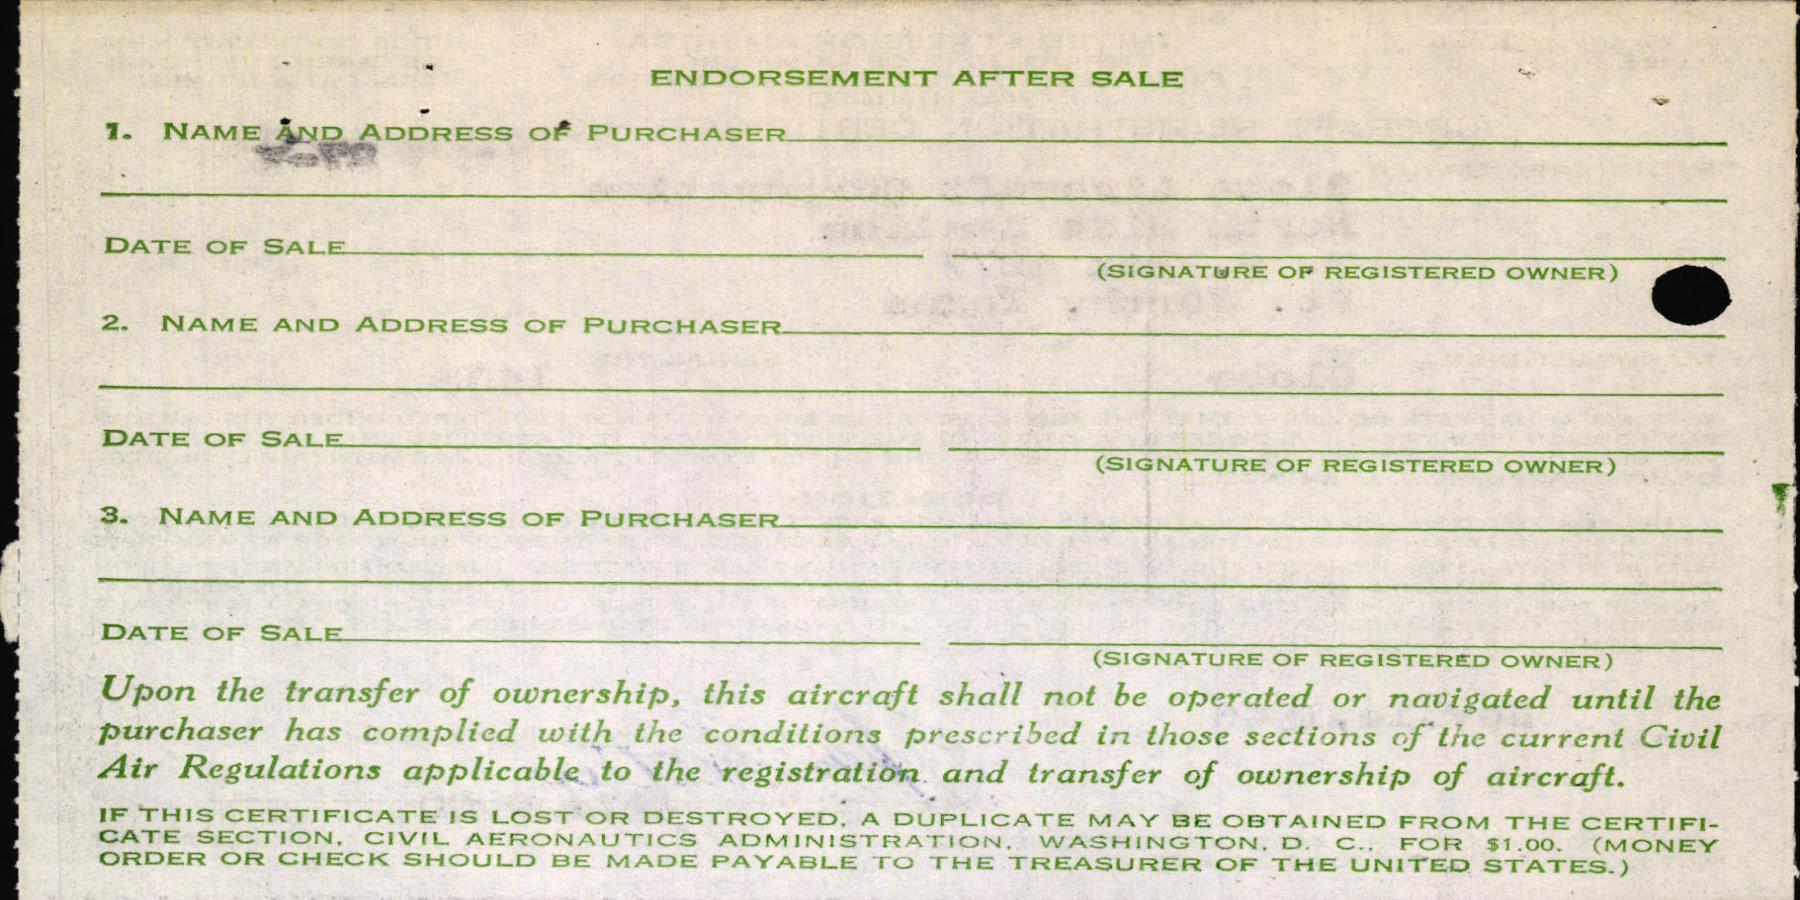 ENDORSEMENT AFTER SALE
1. NAME AND ADDRESS OF PURCHASER
DATE OF SALE
(SIGNATURE OF REGISTERED OWNER)
2. NAME AND ADDRESS OF PURCHASER
DATE OF SALE
(SIGNATURE OF REGISTERED OWNER)
3. NAME AND ADDRESS OF PURCHASER
DATE OF SALE
(SIGNATURE OF REGISTERED OWNER)
Upon the transfer of ownership, this aircraft shall not be operated or navigated until the
purchaser has complied with the conditions prescribed in those sections of the current Civil
Air Regulations applicable to the registration and transfer of ownership of aircraft.
IF THIS CERTIFICATE IS LOST OR DESTROYED, A DUPLICATE MAY BE OBTAINED FROM THE CERTIFI-
CATE SECTION, CIVIL AERONAUTICS ADMINISTRATION, WASHINGTON, D. C., FOR $1.00. (MONEY
ORDER OR CHECK SHOULD BE MADE PAYABLE TO THE TREASURER OF THE UNITED STATES.)